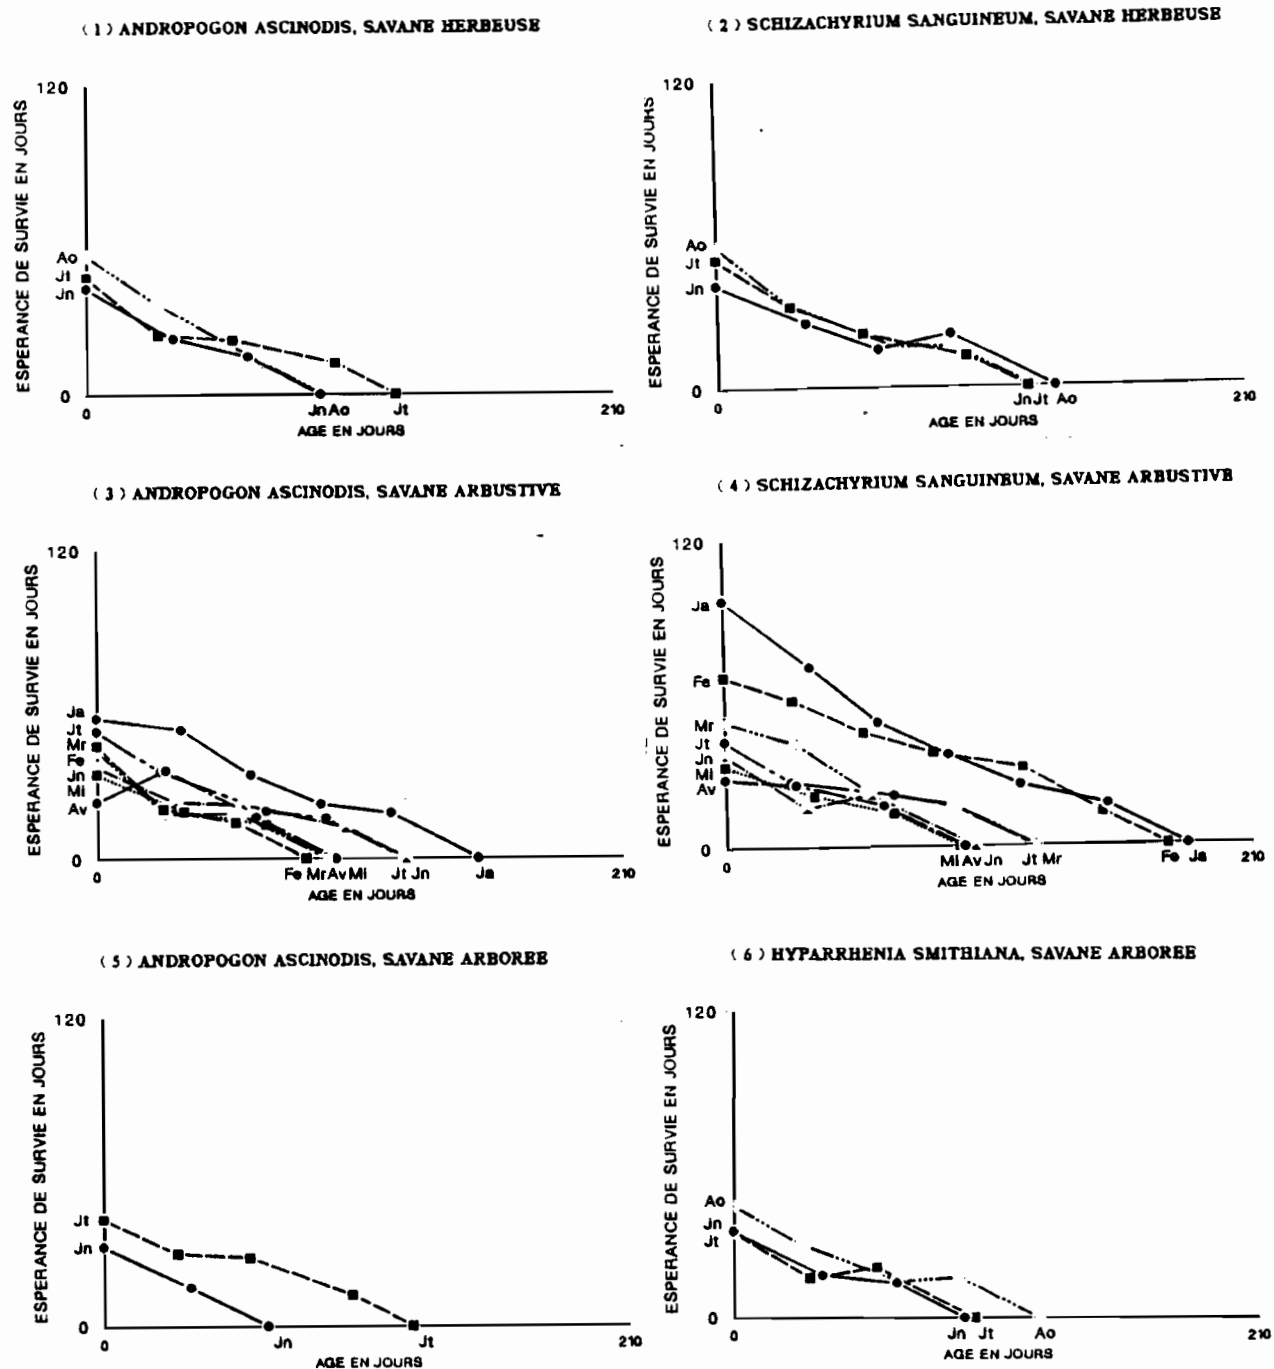 (1) ANDROPOGON ASCINODIS, SAVANE HERBEUSE
120
ESPERANCE DE SURVIE EN JOURS
Ao
Jt
Jn
0
0
Jn Ao Jt
210
AGE EN JOURS
(2) SCHIZACHYRIUM SANGUINEUM, SAVANE HERBEUSE
120
ESPERANCE DE SURVIE EN JOURS
Ao
Jt
Jn
0
0
Jn Jt Ao
210
AGE EN JOURS
(3) ANDROPOGON ASCINODIS, SAVANE ARBUSTIVE
120
ESPERANCE DE SURVIE EN JOURS
Ja
Jt
Mr
Fe
Jn
Mi
Av
0
0
Fe Mr Av Mi Jt Jn Ja
210
AGE EN JOURS
(4) SCHIZACHYRIUM SANGUINEUM, SAVANE ARBUSTIVE
120
ESPERANCE DE SURVIE EN JOURS
Ja
Fe
Mr
Jt
Jn
Mi
Av
0
0
Mi Av Jn Jt Mr Fe Ja
210
AGE EN JOURS
(5) ANDROPOGON ASCINODIS, SAVANE ARBOREE
120
ESPERANCE DE SURVIE EN JOURS
Jt
Jn
0
0
Jn Jt
210
AGE EN JOURS
(6) HYPARRHENIA SMITHIANA, SAVANE ARBOREE
120
ESPERANCE DE SURVIE EN JOURS
Ao
Jn
Jt
0
0
Jn Jt Ao
210
AGE EN JOURS